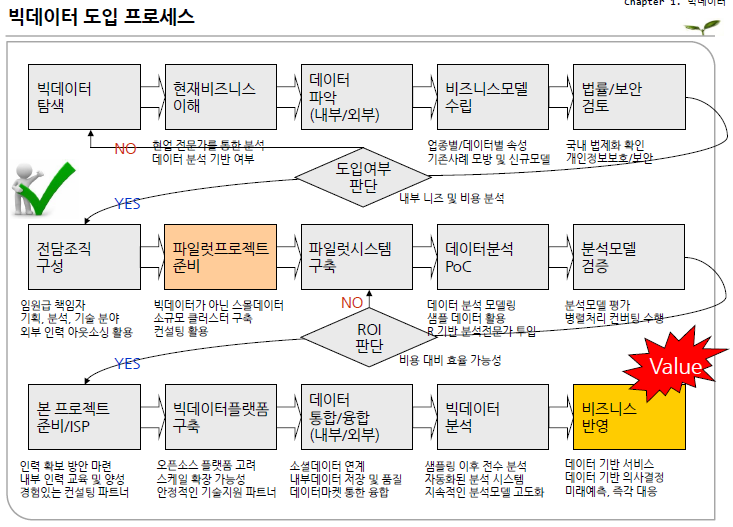 Chapter 1. 빅데이터
빅데이터 도입 프로세스
빅데이터
탐색
현재비즈니스
이해
데이터
파악
(내부/외부)
비즈니스모델
수립
법률/보안
검토
NO
현업 전문가를 통한 분석
데이터 분석 기반 여부
업종별/데이터별 속성
기존사례 모방 및 신규모델
국내 법제화 확인
개인정보보호/보안
도입여부
판단
내부 니즈 및 비용 분석
YES
전담조직
구성
파일럿프로젝트
준비
파일럿시스템
구축
데이터분석
PoC
분석모델
검증
임원급 책임자
기획, 분석, 기술 분야
외부 인력 아웃소싱 활용
빅데이터가 아닌 스몰데이터
소규모 클러스터 구축
컨설팅 활용
NO
데이터 분석 모델링
샘플 데이터 활용
R 기반 분석전문가 투입
분석모델 평가
병렬처리 컨버팅 수행
ROI
판단
비용 대비 효율 가능성
YES
Value
본 프로젝트
준비/ISP
빅데이터플랫폼
구축
데이터
통합/융합
(내부/외부)
빅데이터
분석
비즈니스
반영
인력 확보 방안 마련
내부 인력 교육 및 양성
경험있는 컨설팅 파트너
오픈소스 플랫폼 고려
스케일 확장 가능성
안정적인 기술지원 파트너
소셜데이터 연계
내부데이터 저장 및 품질
데이터마켓 통한 융합
샘플링 이후 전수 분석
자동화된 분석 시스템
지속적인 분석모델 고도화
데이터 기반 서비스
데이터 기반 의사결정
미래예측, 즉각 대응